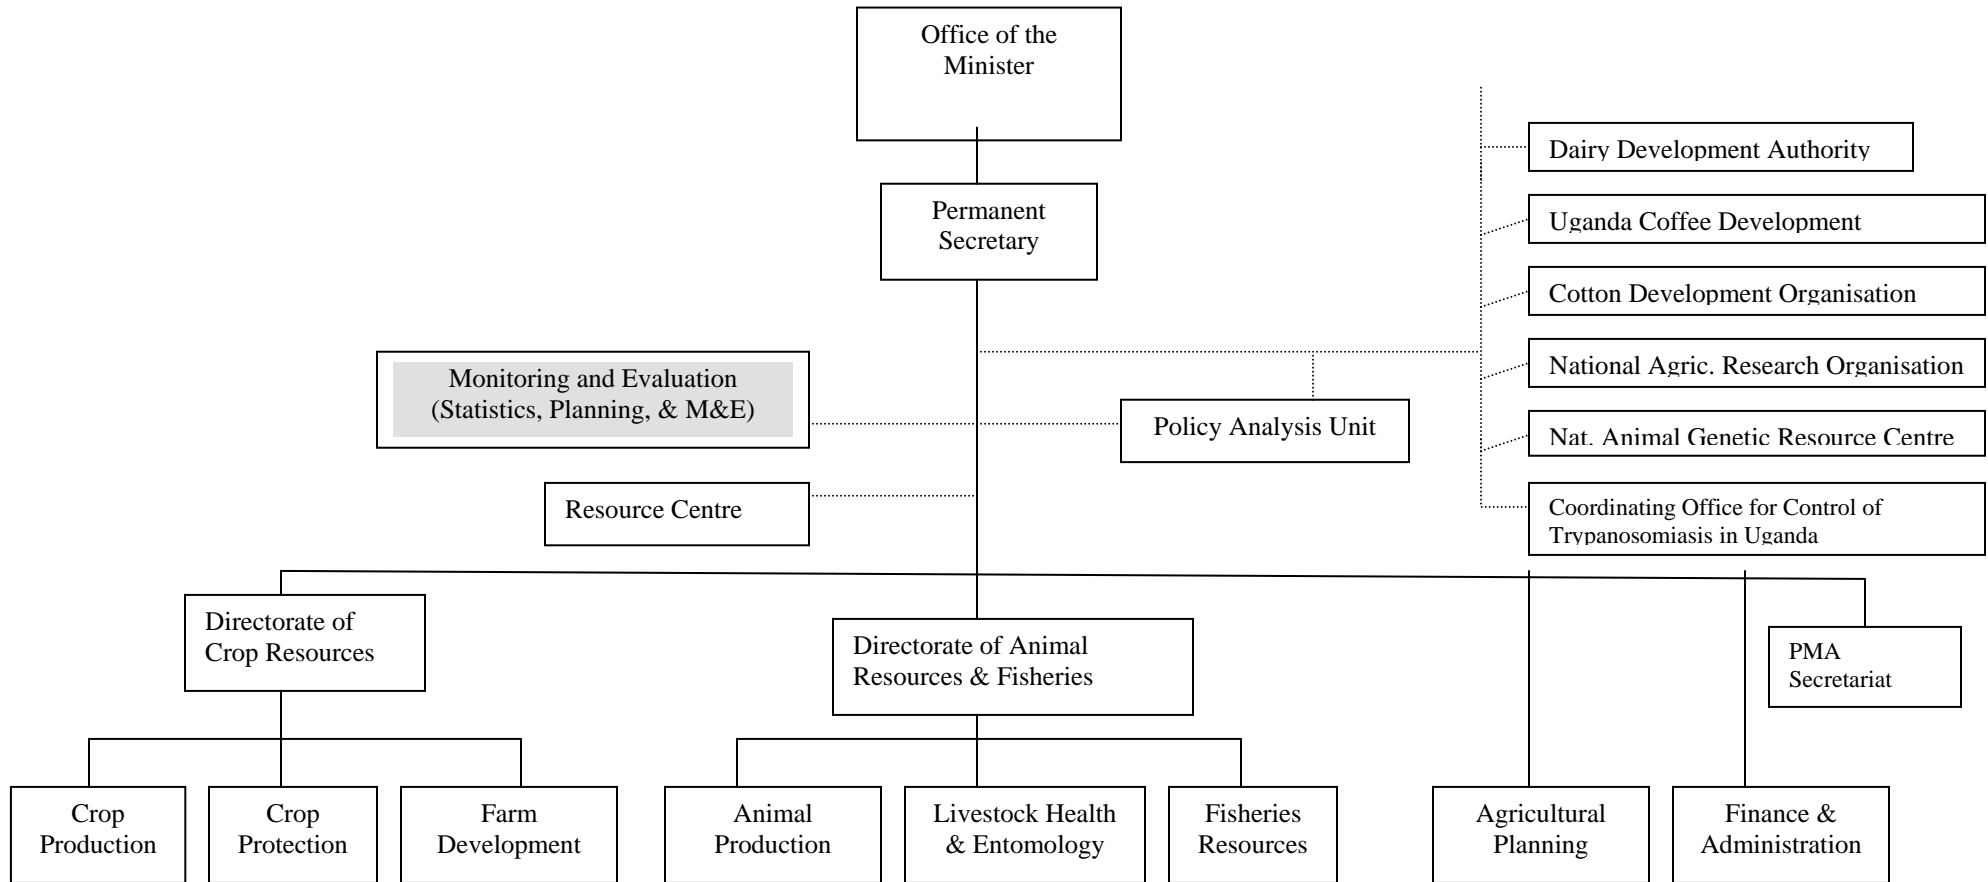 Office of the
Minister
Permanent
Secretary
Dairy Development Authority
Uganda Coffee Development
Cotton Development Organisation
National Agric. Research Organisation
Nat. Animal Genetic Resource Centre
Coordinating Office for Control of
Trypanosomiasis in Uganda
Monitoring and Evaluation
(Statistics, Planning, & M&E)
Policy Analysis Unit
Resource Centre
Directorate of
Crop Resources
Directorate of Animal
Resources & Fisheries
PMA
Secretariat
Crop
Production
Crop
Protection
Farm
Development
Animal
Production
Livestock Health
& Entomology
Fisheries
Resources
Agricultural
Planning
Finance &
Administration